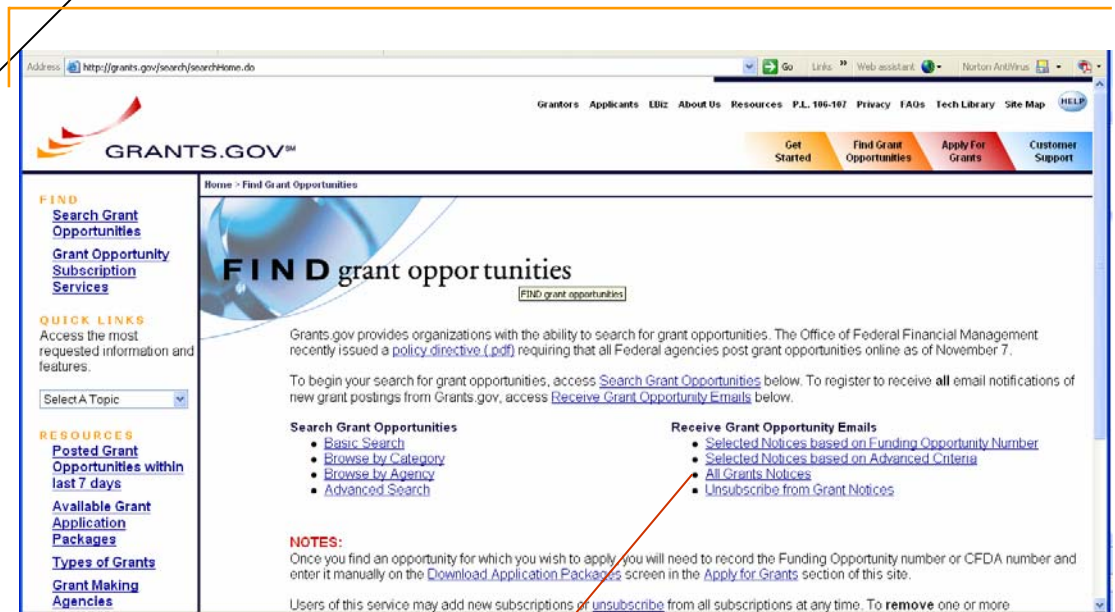 Address http://grants.gov/search/searchHome.do Go Links » Web assistant Norton AntiVirus
Grantors Applicants EBiz About Us Resources P.L. 106-107 Privacy FAQs Tech Library Site Map HELP
GRANTS.GOV SM
Get Started
Find Grant Opportunities
Apply For Grants
Customer Support
Home > Find Grant Opportunities
FIND
Search Grant
Opportunities
Grant Opportunity
Subscription
Services
QUICK LINKS
Access the most
requested information and
features.
Select A Topic
RESOURCES
Posted Grant
Opportunities within
last 7 days
Available Grant
Application
Packages
Types of Grants
Grant Making
Agencies
FIND grant opportunities
FIND grant opportunities
Grants.gov provides organizations with the ability to search for grant opportunities. The Office of Federal Financial Management
recently issued a policy directive (.pdf) requiring that all Federal agencies post grant opportunities online as of November 7.
To begin your search for grant opportunities, access Search Grant Opportunities below. To register to receive all email notifications of
new grant postings from Grants.gov, access Receive Grant Opportunity Emails below.
Search Grant Opportunities
• Basic Search
• Browse by Category
• Browse by Agency
• Advanced Search
Receive Grant Opportunity Emails
• Selected Notices based on Funding Opportunity Number
• Selected Notices based on Advanced Criteria
• All Grants Notices
• Unsubscribe from Grant Notices
NOTES:
Once you find an opportunity for which you wish to apply, you will need to record the Funding Opportunity number or CFDA number and
enter it manually on the Download Application Packages screen in the Apply for Grants section of this site.
Users of this service may add new subscriptions or unsubscribe from all subscriptions at any time. To remove one or more